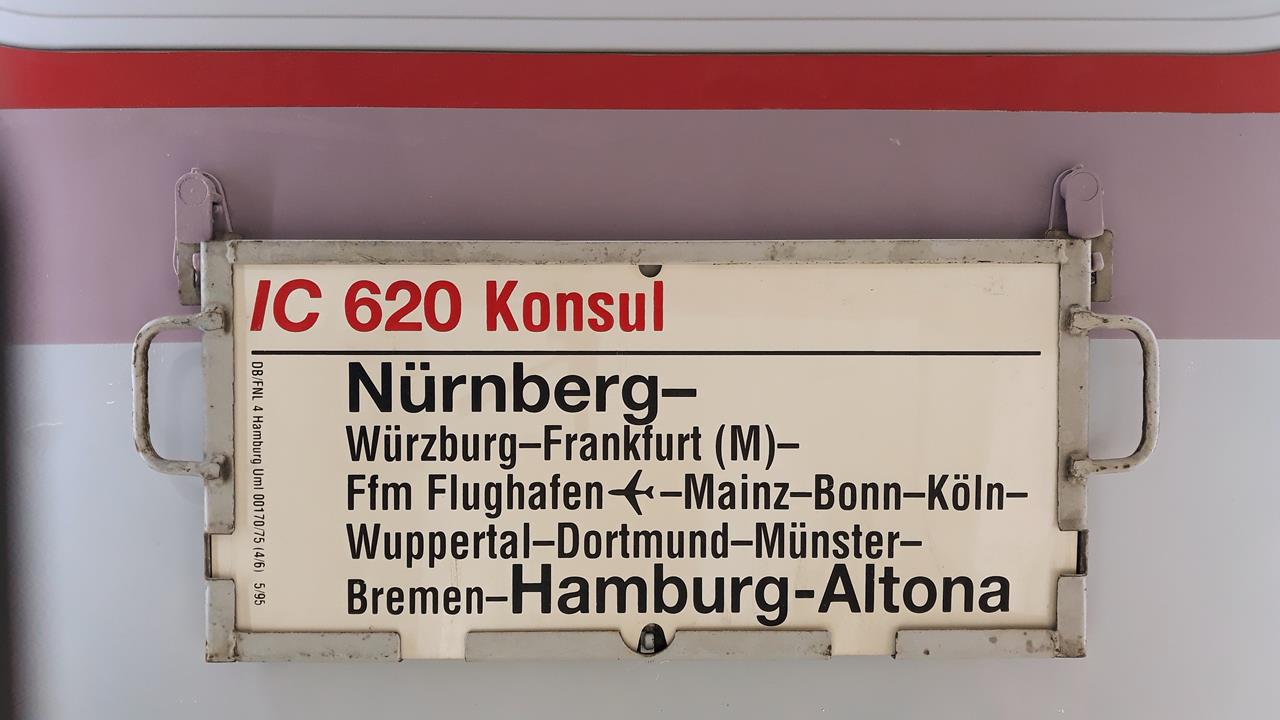 IC 620 Konsul
Nürnberg–
Würzburg–Frankfurt (M)–
Ffm Flughafen✈–Mainz–Bonn–Köln–
Wuppertal–Dortmund–Münster–
Bremen–Hamburg-Altona
DB/FNL 4 Hamburg Uml 00170/75 (4/6) 5/95